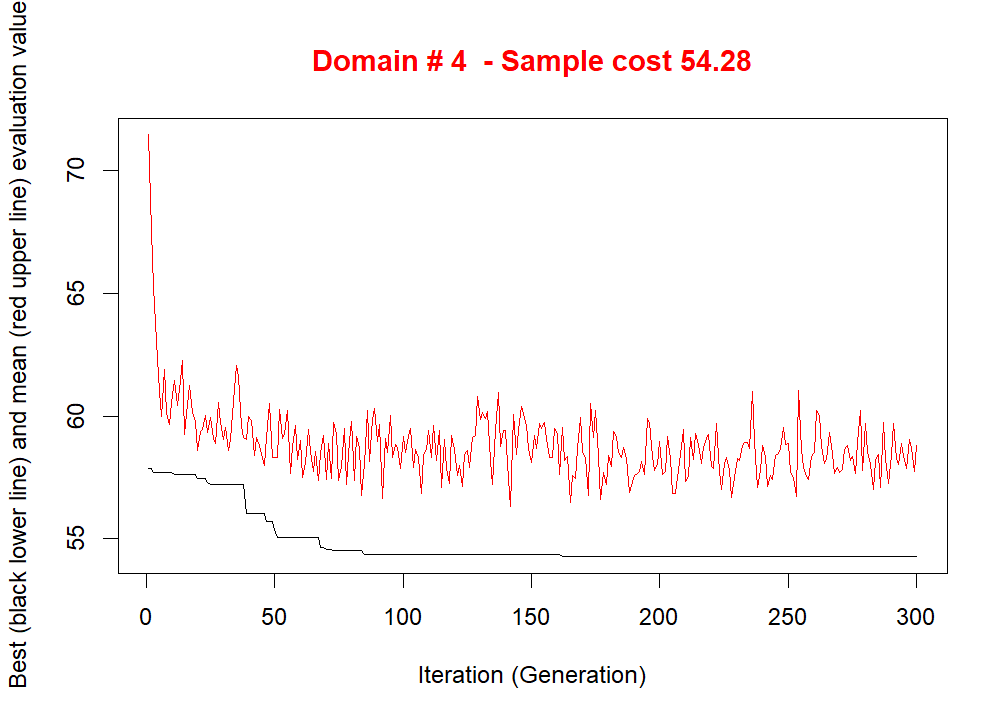 Domain # 4  - Sample cost 54.28
Best (black lower line) and mean (red upper line) evaluation value
70
65
60
55
0 50 100 150 200 250 300
Iteration (Generation)